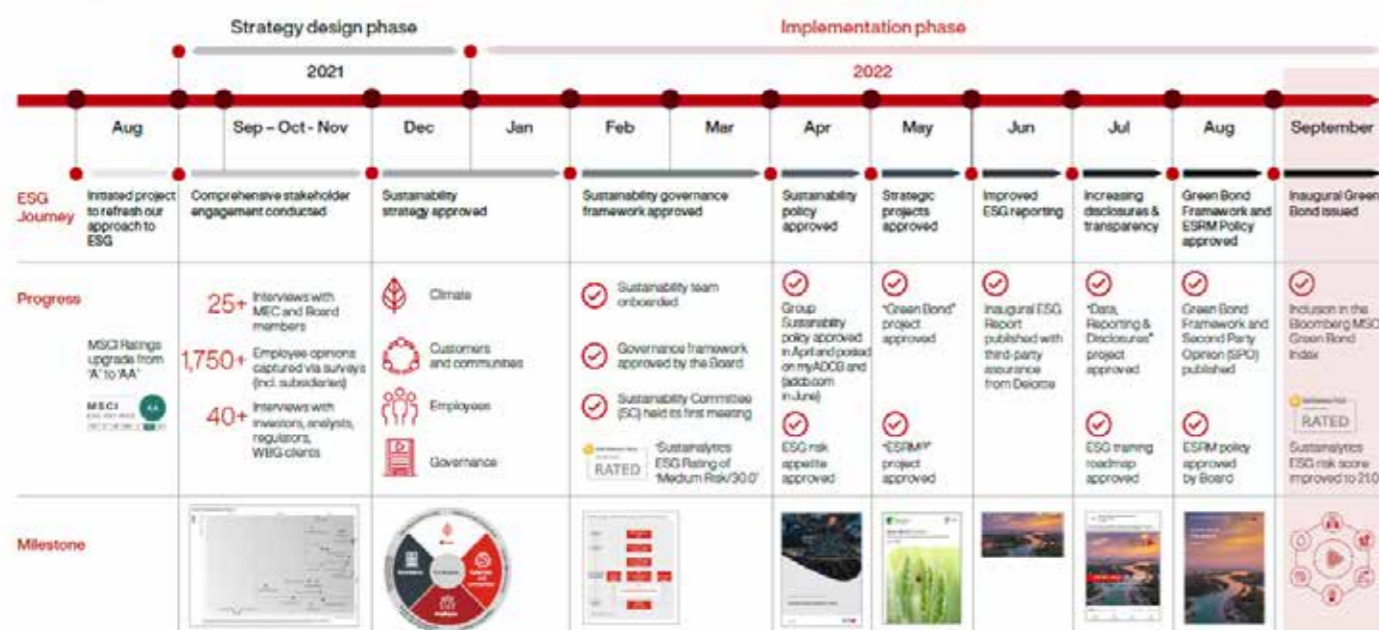 Strategy design phase
Implementation phase
2021
2022
Aug
Sep – Oct - Nov
Dec
Jan
Feb
Mar
Apr
May
Jun
Jul
Aug
September
ESG
Journey
Initiated project
to refresh our
approach to
ESG
Comprehensive stakeholder
engagement conducted
Sustainability
strategy approved
Sustainability governance
framework approved
Sustainability
policy
approved
Strategic
projects
approved
Improved
ESG reporting
Increasing
disclosures &
transparency
Green Bond
Framework and
ESRM Policy
approved
Inaugural Green
Bond issued
Progress
MSCI Ratings
upgrade from
'A' to 'AA'
MSCI
AA
25+
Interviews with
MEC and Board
members
1,750+
Employee opinions
captured via surveys
(incl. subsidiaries)
40+
Interviews with
investors, analysts,
regulators,
WBG clients
Climate
Customers
and communities
Employees
Governance
Sustainability team
onboarded
Governance framework
approved by the Board
Sustainability Committee
(SC) held its first meeting
RATED
'Sustainalytics
ESG Rating of
'Medium Risk/30.0'
Group
Sustainability
policy approved
in April and posted
on myADCB and
(adcb.com
in June)
ESG risk
appetite
approved
"Green Bond"
project
approved
project
approved
Inaugural ESG
Report
published with
third-party
assurance
from Deloitte
"Data,
Reporting &
Disclosures"
project
approved
ESG training
roadmap
approved
Green Bond
Framework and
Second Party
Opinion (SPO)
published
ESRM policy
approved
by Board
Inclusion in the
Bloomberg MSCI
Green Bond
Index
RATED
Sustainalytics
ESG risk score
improved to 21.0
Milestone